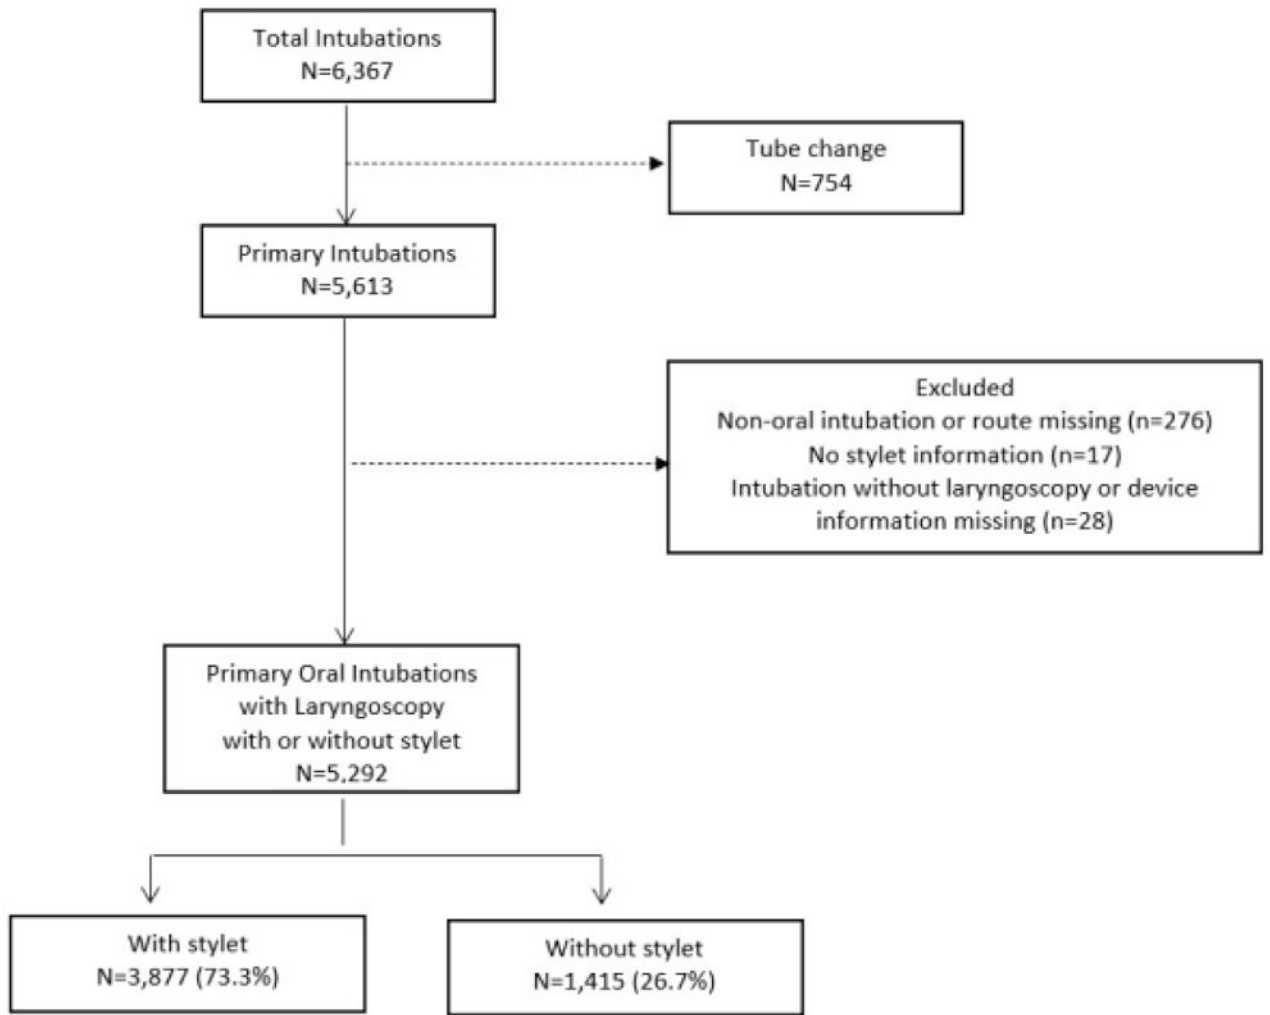 Total Intubations
N=6,367
Tube change
N=754
Primary Intubations
N=5,613
Excluded
Non-oral intubation or route missing (n=276)
No stylet information (n=17)
Intubation without laryngoscopy or device
information missing (n=28)
Primary Oral Intubations
with Laryngoscopy
with or without stylet
N=5,292
With stylet
N=3,877 (73.3%)
Without stylet
N=1,415 (26.7%)